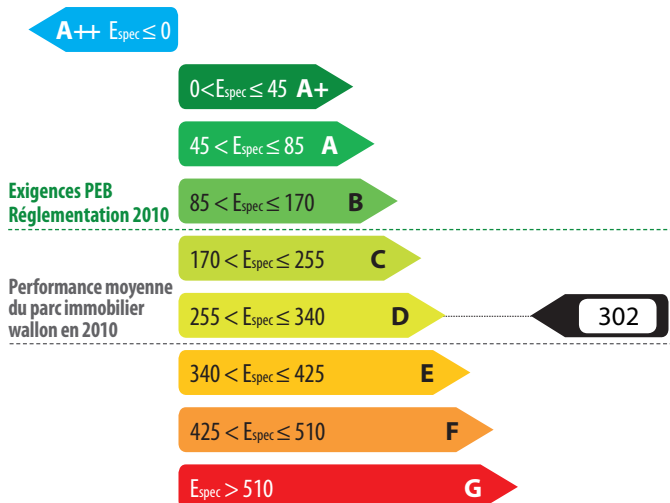 A++ Espec ≤ 0
0 < Espec ≤ 45 A+
45 < Espec ≤ 85 A
Exigences PEB
Réglementation 2010
85 < Espec ≤ 170 B
170 < Espec ≤ 255 C
Performance moyenne
du parc immobilier
wallon en 2010
255 < Espec ≤ 340 D
302
340 < Espec ≤ 425 E
425 < Espec ≤ 510 F
Espec > 510 G